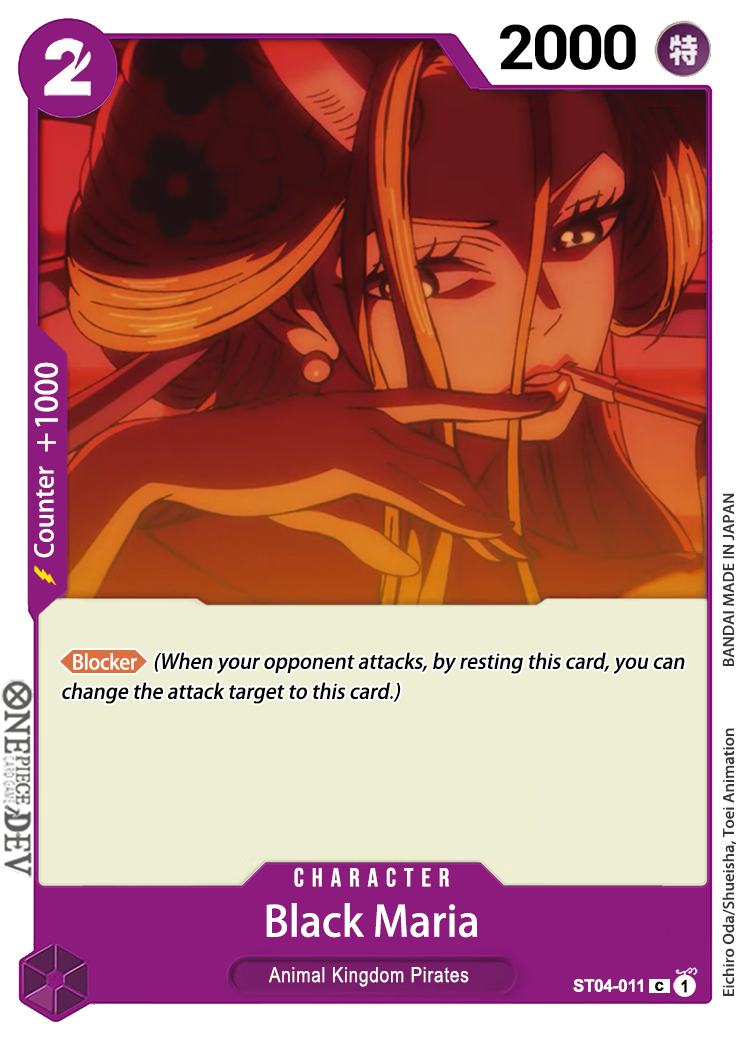 2
2000
特
Counter +1000
Blocker (When your opponent attacks, by resting this card, you can
change the attack target to this card.)
CHARACTER
Black Maria
Animal Kingdom Pirates
ST04-011 C 1
ONE PIECE
CARD GAME
DEV
Eichiro Oda/Shueisha, Toei Animation BANDAI MADE IN JAPAN